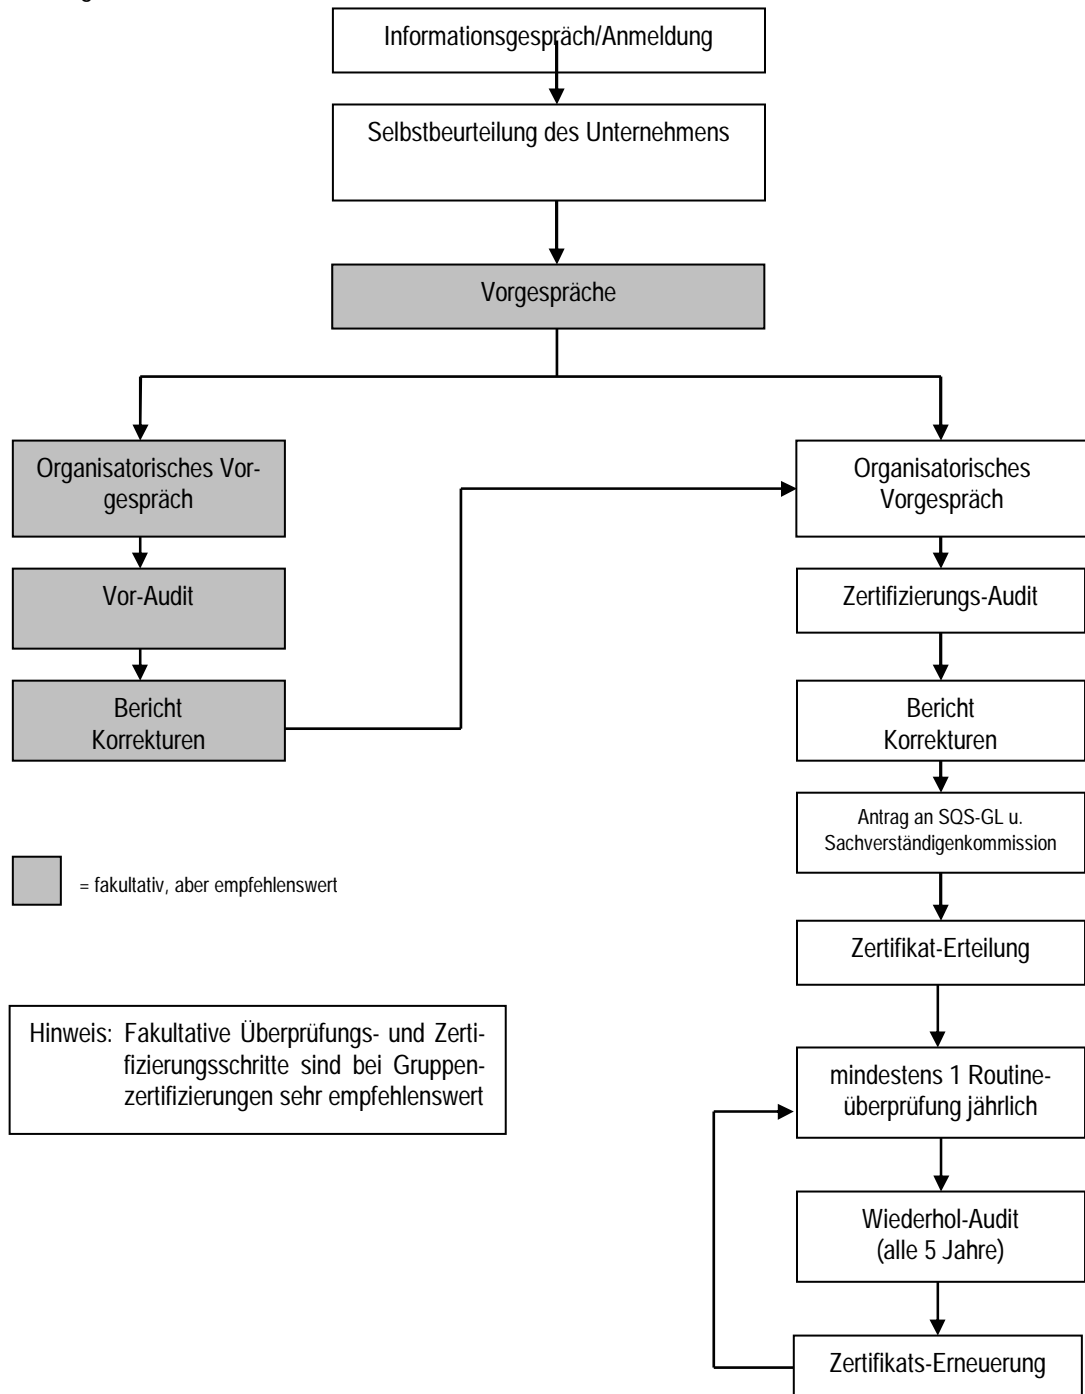 Informationsgespräch/Anmeldung
Selbstbeurteilung des Unternehmens
Vorgespräche
Organisatorisches Vor-
gespräch
Vor-Audit
Bericht
Korrekturen
Organisatorisches
Vorgespräch
Zertifizierungs-Audit
Bericht
Korrekturen
Antrag an SQS-GL u.
Sachverständigenkommission
Zertifikat-Erteilung
mindestens 1 Routine-
überprüfung jährlich
Wiederhol-Audit
(alle 5 Jahre)
Zertifikats-Erneuerung
= fakultativ, aber empfehlenswert
Hinweis: Fakultative Überprüfungs- und Zerti-
fizierungsschritte sind bei Gruppen-
zertifizierungen sehr empfehlenswert